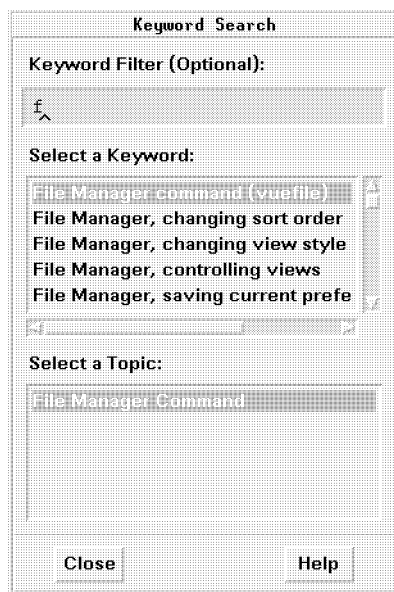 Keyword Search
Keyword Filter (Optional):
f
Select a Keyword:
File Manager command (vuefile)
File Manager, changing sort order
File Manager, changing view style
File Manager, controlling views
File Manager, saving current prefe
Select a Topic:
File Manager Command
Close
Help